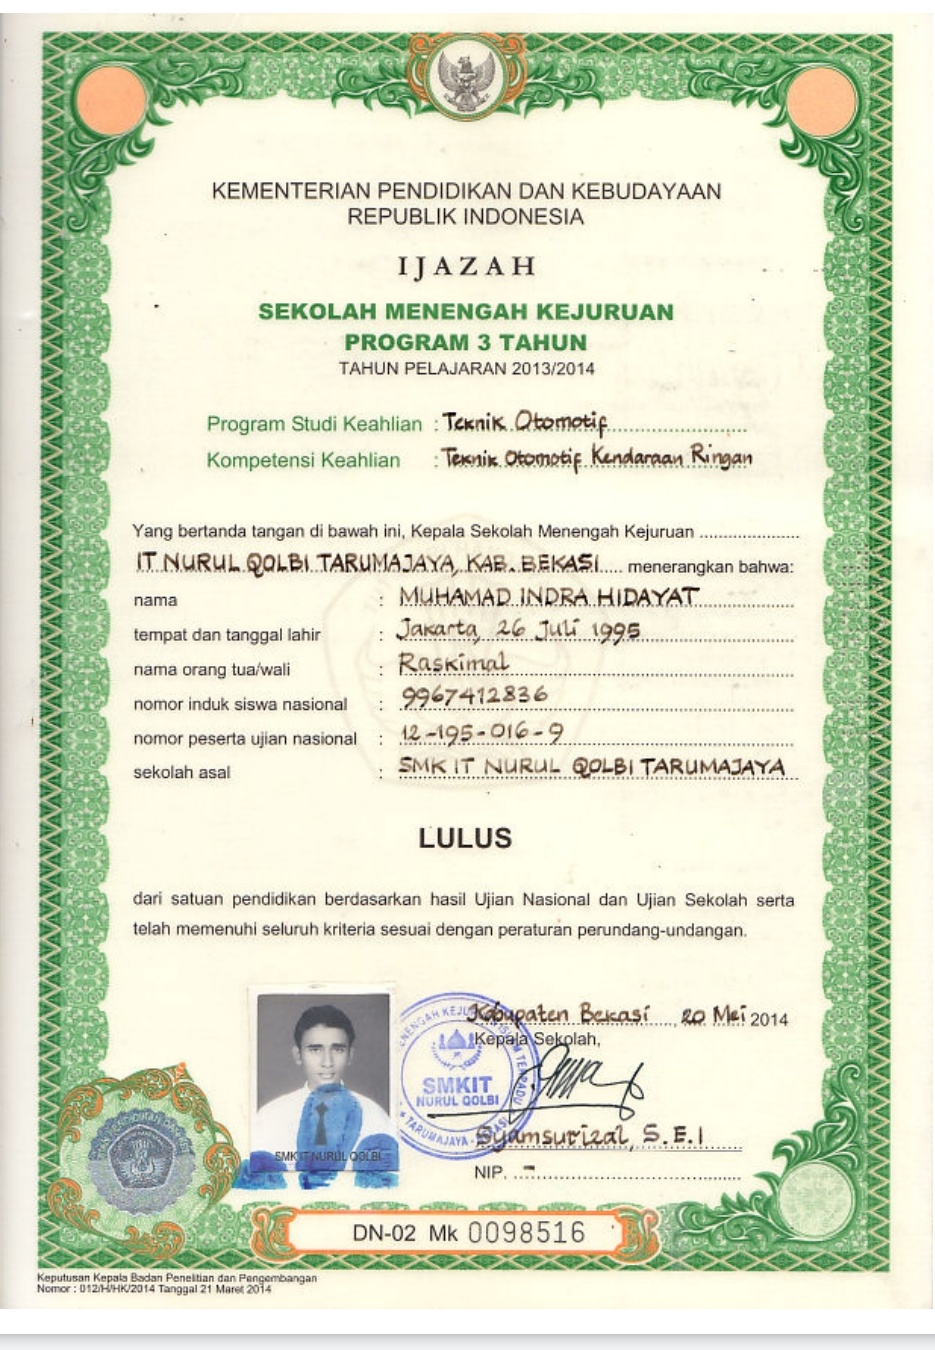 KEMENTERIAN PENDIDIKAN DAN KEBUDAYAAN
REPUBLIK INDONESIA
IJAZAH
SEKOLAH MENENGAH KEJURUAN
PROGRAM 3 TAHUN
TAHUN PELAJARAN 2013/2014
Program Studi Keahlian : Teknik Otomotif
Kompetensi Keahlian : Teknik Otomotif Kendaraan Ringan
Yang bertanda tangan di bawah ini, Kepala Sekolah Menengah Kejuruan
IT NURUL QOLBI TARUMAJAYA, KAB. BEKASI menerangkan bahwa:
nama : MUHAMAD INDRA HIDAYAT
tempat dan tanggal lahir : Jakarta, 26 Juli 1995
nama orang tua/wali : Raskimal
nomor induk siswa nasional : 9967412836
nomor peserta ujian nasional : 12-195-016-9
sekolah asal : SMK IT NURUL QOLBI TARUMAJAYA
LULUS
dari satuan pendidikan berdasarkan hasil Ujian Nasional dan Ujian Sekolah serta
telah memenuhi seluruh kriteria sesuai dengan peraturan perundang-undangan.
Kabupaten Bekasi, 20 Mei 2014
Kepala Sekolah,
SMKIT
NURUL QOLBI
TARUMAJAYA - BEKASI
Syamsurizal, S.E.I
SMK IT NURUL QOLBI
NIP. -
DN-02 Mk 0098516
Keputusan Kepala Badan Penelitian dan Pengembangan
Nomor : 012/H/HK/2014 Tanggal 21 Maret 2014